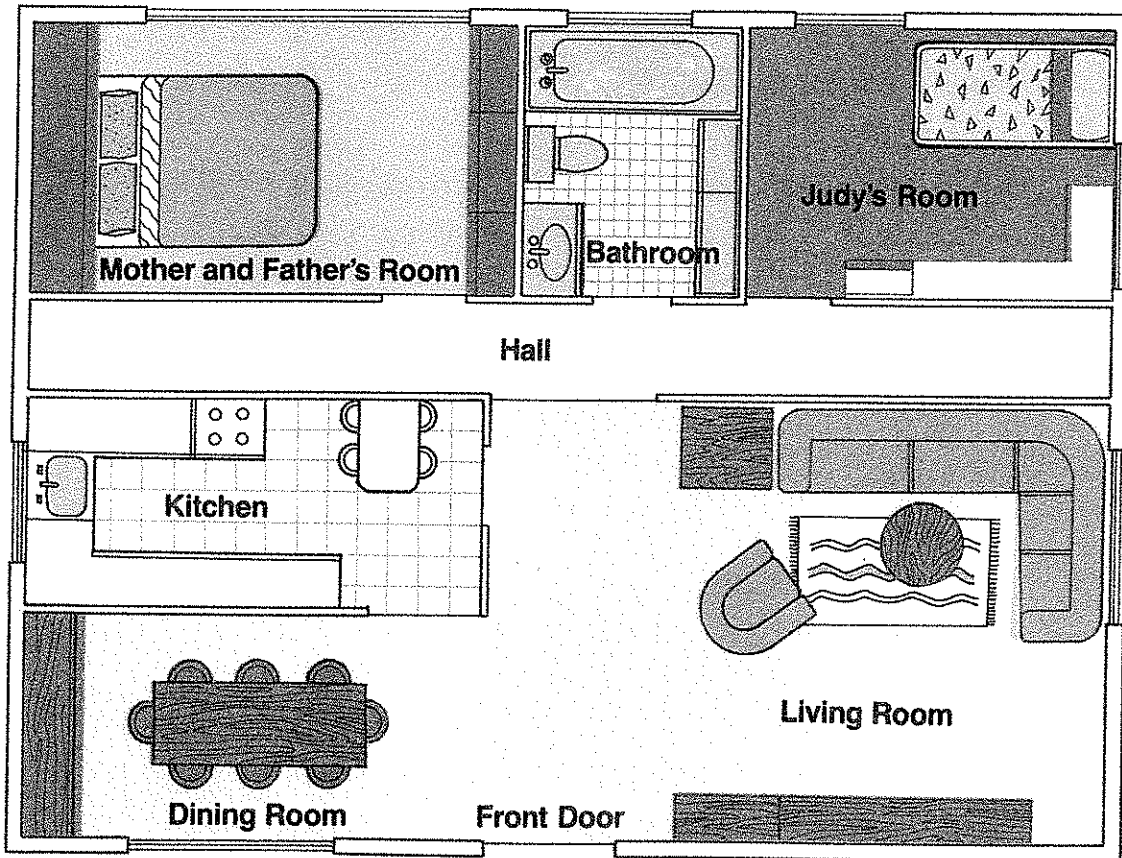 Mother and Father's Room
Bathroom
Judy's Room
Hall
Kitchen
Living Room
Dining Room
Front Door